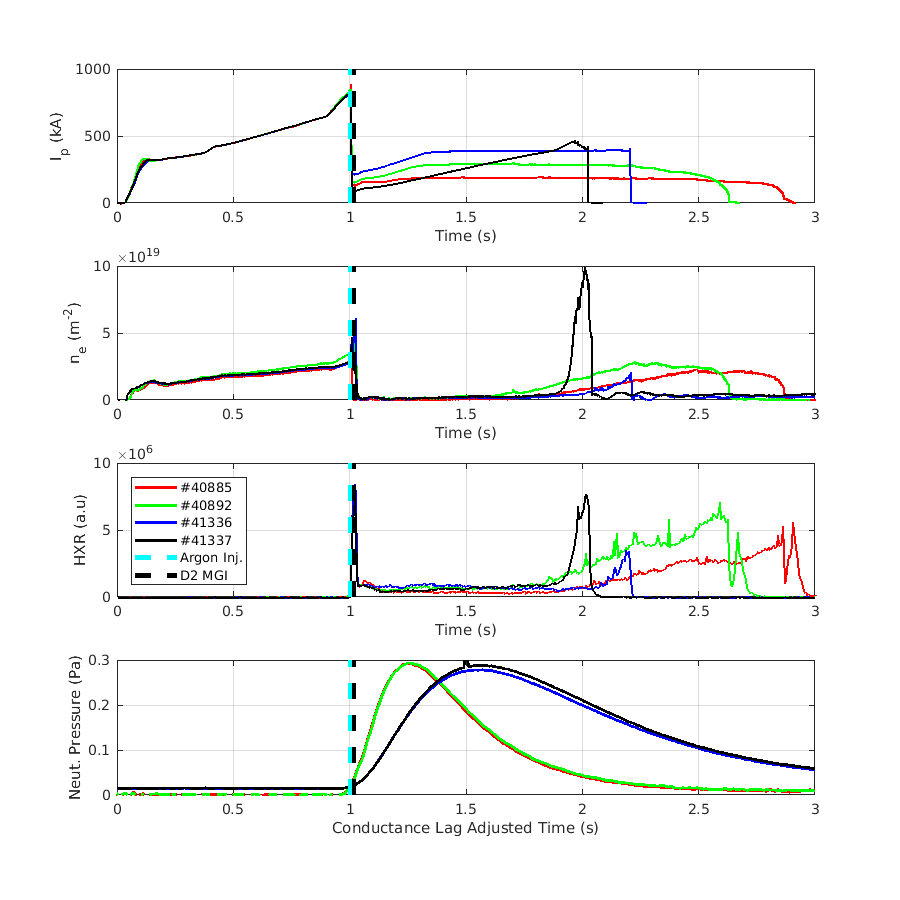 1000
500
0
I_p (kA)
0 0.5 1 1.5 2 2.5 3
Time (s)
×10^19
10
5
0
n_e (m^-2)
0 0.5 1 1.5 2 2.5 3
Time (s)
×10^6
10
5
0
HXR (a.u)
#40885
#40892
#41336
#41337
Argon Inj.
D2 MGI
0 0.5 1 1.5 2 2.5 3
Time (s)
0.3
0.2
0.1
0
Neut. Pressure (Pa)
0 0.5 1 1.5 2 2.5 3
Conductance Lag Adjusted Time (s)